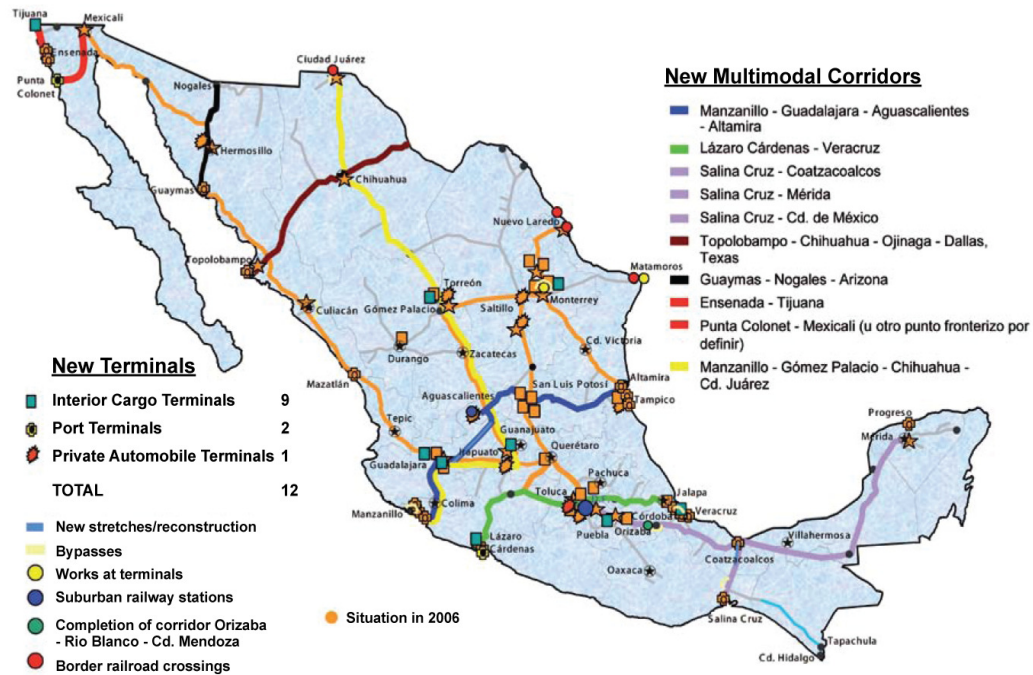 Tijuana
Mexicali
Ensenada
Punta
Colonet
Nogales
Ciudad Juárez
Hermosillo
Guaymas
Chihuahua
Topolobampo
Nuevo Laredo
Matamoros
Culiacán
Gómez Palacio
Torreón
Saltillo
Monterrey
Durango
Zacatecas
Cd. Victoria
Mazatlán
San Luis Potosí
Altamira
Tampico
Aguascalientes
Tepic
Guanajuato
Guadalajara
Irapuato
Querétaro
Pachuca
Colima
Manzanillo
Toluca
Jalapa
Córdoba
Veracruz
Puebla
Orizaba
Lázaro
Cárdenas
Oaxaca
Coatzacoalcos
Villahermosa
Progreso
Mérida
Salina Cruz
Tapachula
Cd. Hidalgo
New Multimodal Corridors
Manzanillo - Guadalajara - Aguascalientes
- Altamira
Lázaro Cárdenas - Veracruz
Salina Cruz - Coatzacoalcos
Salina Cruz - Mérida
Salina Cruz - Cd. de México
Topolobampo - Chihuahua - Ojinaga - Dallas,
Texas
Guaymas - Nogales - Arizona
Ensenada - Tijuana
Punta Colonet - Mexicali (u otro punto fronterizo por
definir)
Manzanillo - Gómez Palacio - Chihuahua -
Cd. Juárez
New Terminals
Interior Cargo Terminals 9
Port Terminals 2
Private Automobile Terminals 1
TOTAL 12
New stretches/reconstruction
Bypasses
Works at terminals
Suburban railway stations
Completion of corridor Orizaba
- Rio Blanco - Cd. Mendoza
Border railroad crossings
Situation in 2006